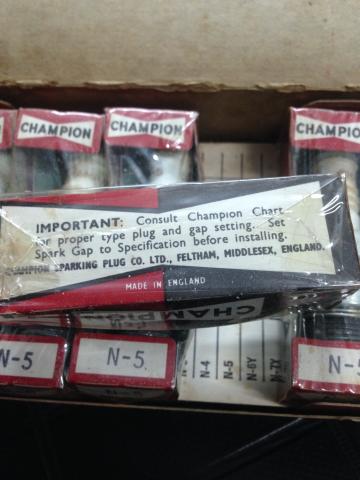 CHAMPION
CHAMPION
CHAMPION
IMPORTANT: Consult Champion Chart
for proper type plug and gap setting. Set
Spark Gap to Specification before installing.
CHAMPION SPARKING PLUG CO. LTD., FELTHAM, MIDDLESEX, ENGLAND.
MADE IN ENGLAND
CHAMPION
N-5
N-5
N-4
N-5
N-6Y
N-7Y
N-5